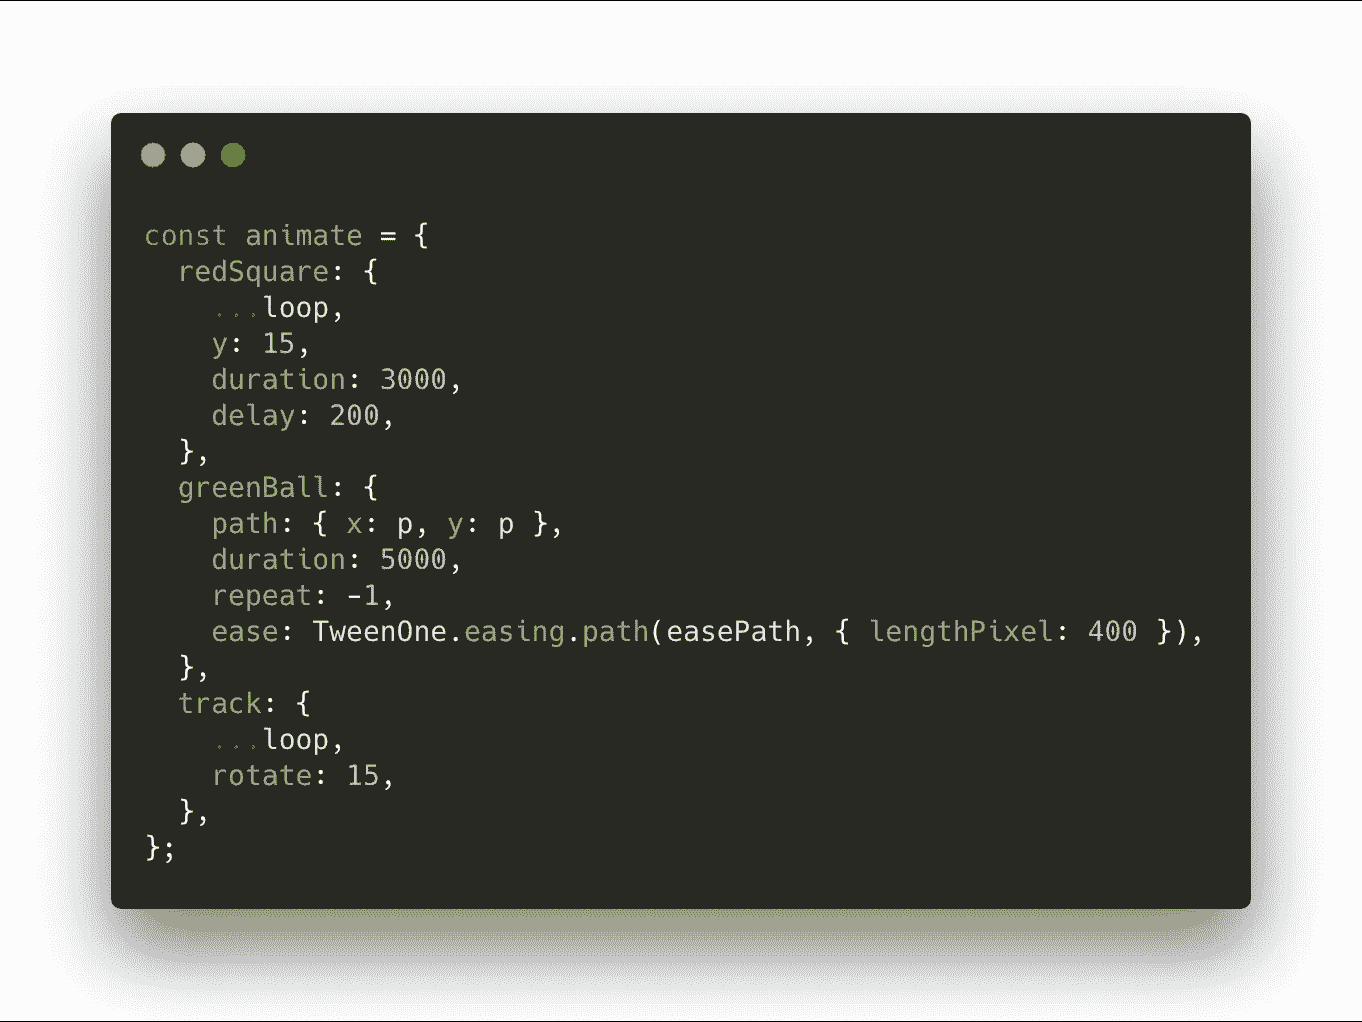 const animate = {
  redSquare: {
    ...loop,
    y: 15,
    duration: 3000,
    delay: 200,
  },
  greenBall: {
    path: { x: p, y: p },
    duration: 5000,
    repeat: -1,
    ease: TweenOne.easing.path(easePath, { lengthPixel: 400 }),
  },
  track: {
    ...loop,
    rotate: 15,
  },
};